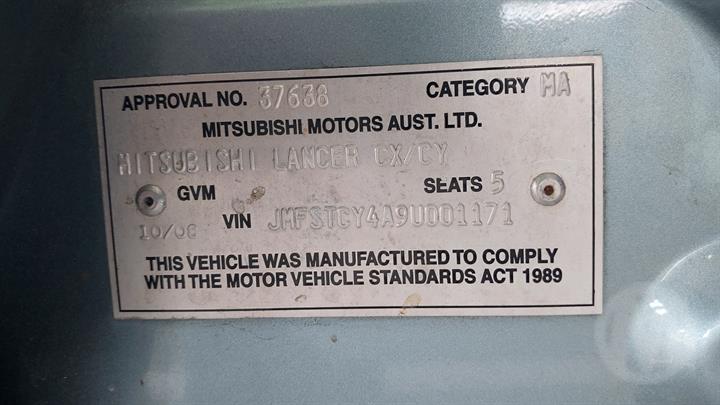 APPROVAL NO. 37638 CATEGORY MA
MITSUBISHI MOTORS AUST. LTD.
MITSUBISHI LANCER CX/CY
GVM SEATS 5
10/08 VIN JMFSTCY4A9U001171
THIS VEHICLE WAS MANUFACTURED TO COMPLY
WITH THE MOTOR VEHICLE STANDARDS ACT 1989